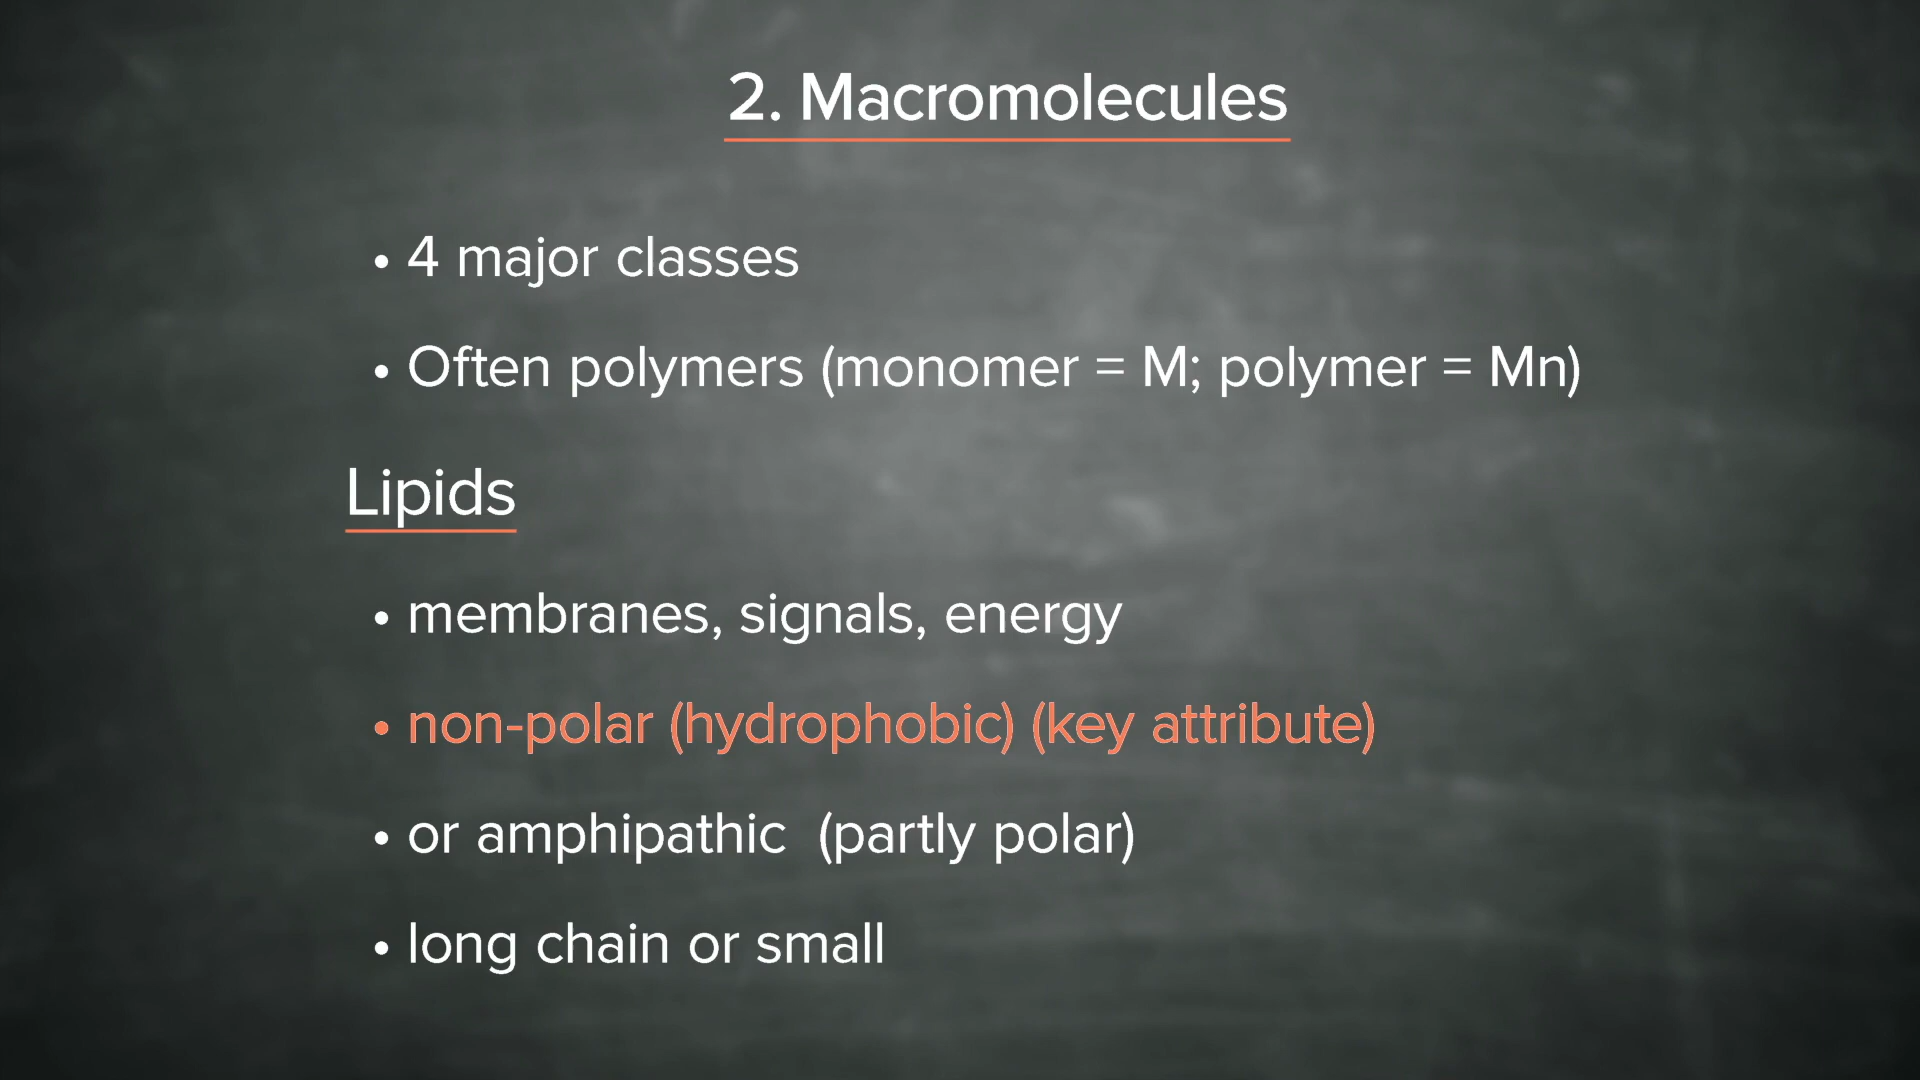 2. Macromolecules
• 4 major classes
• Often polymers (monomer = M; polymer = Mn)
Lipids
• membranes, signals, energy
• non-polar (hydrophobic) (key attribute)
• or amphipathic  (partly polar)
• long chain or small